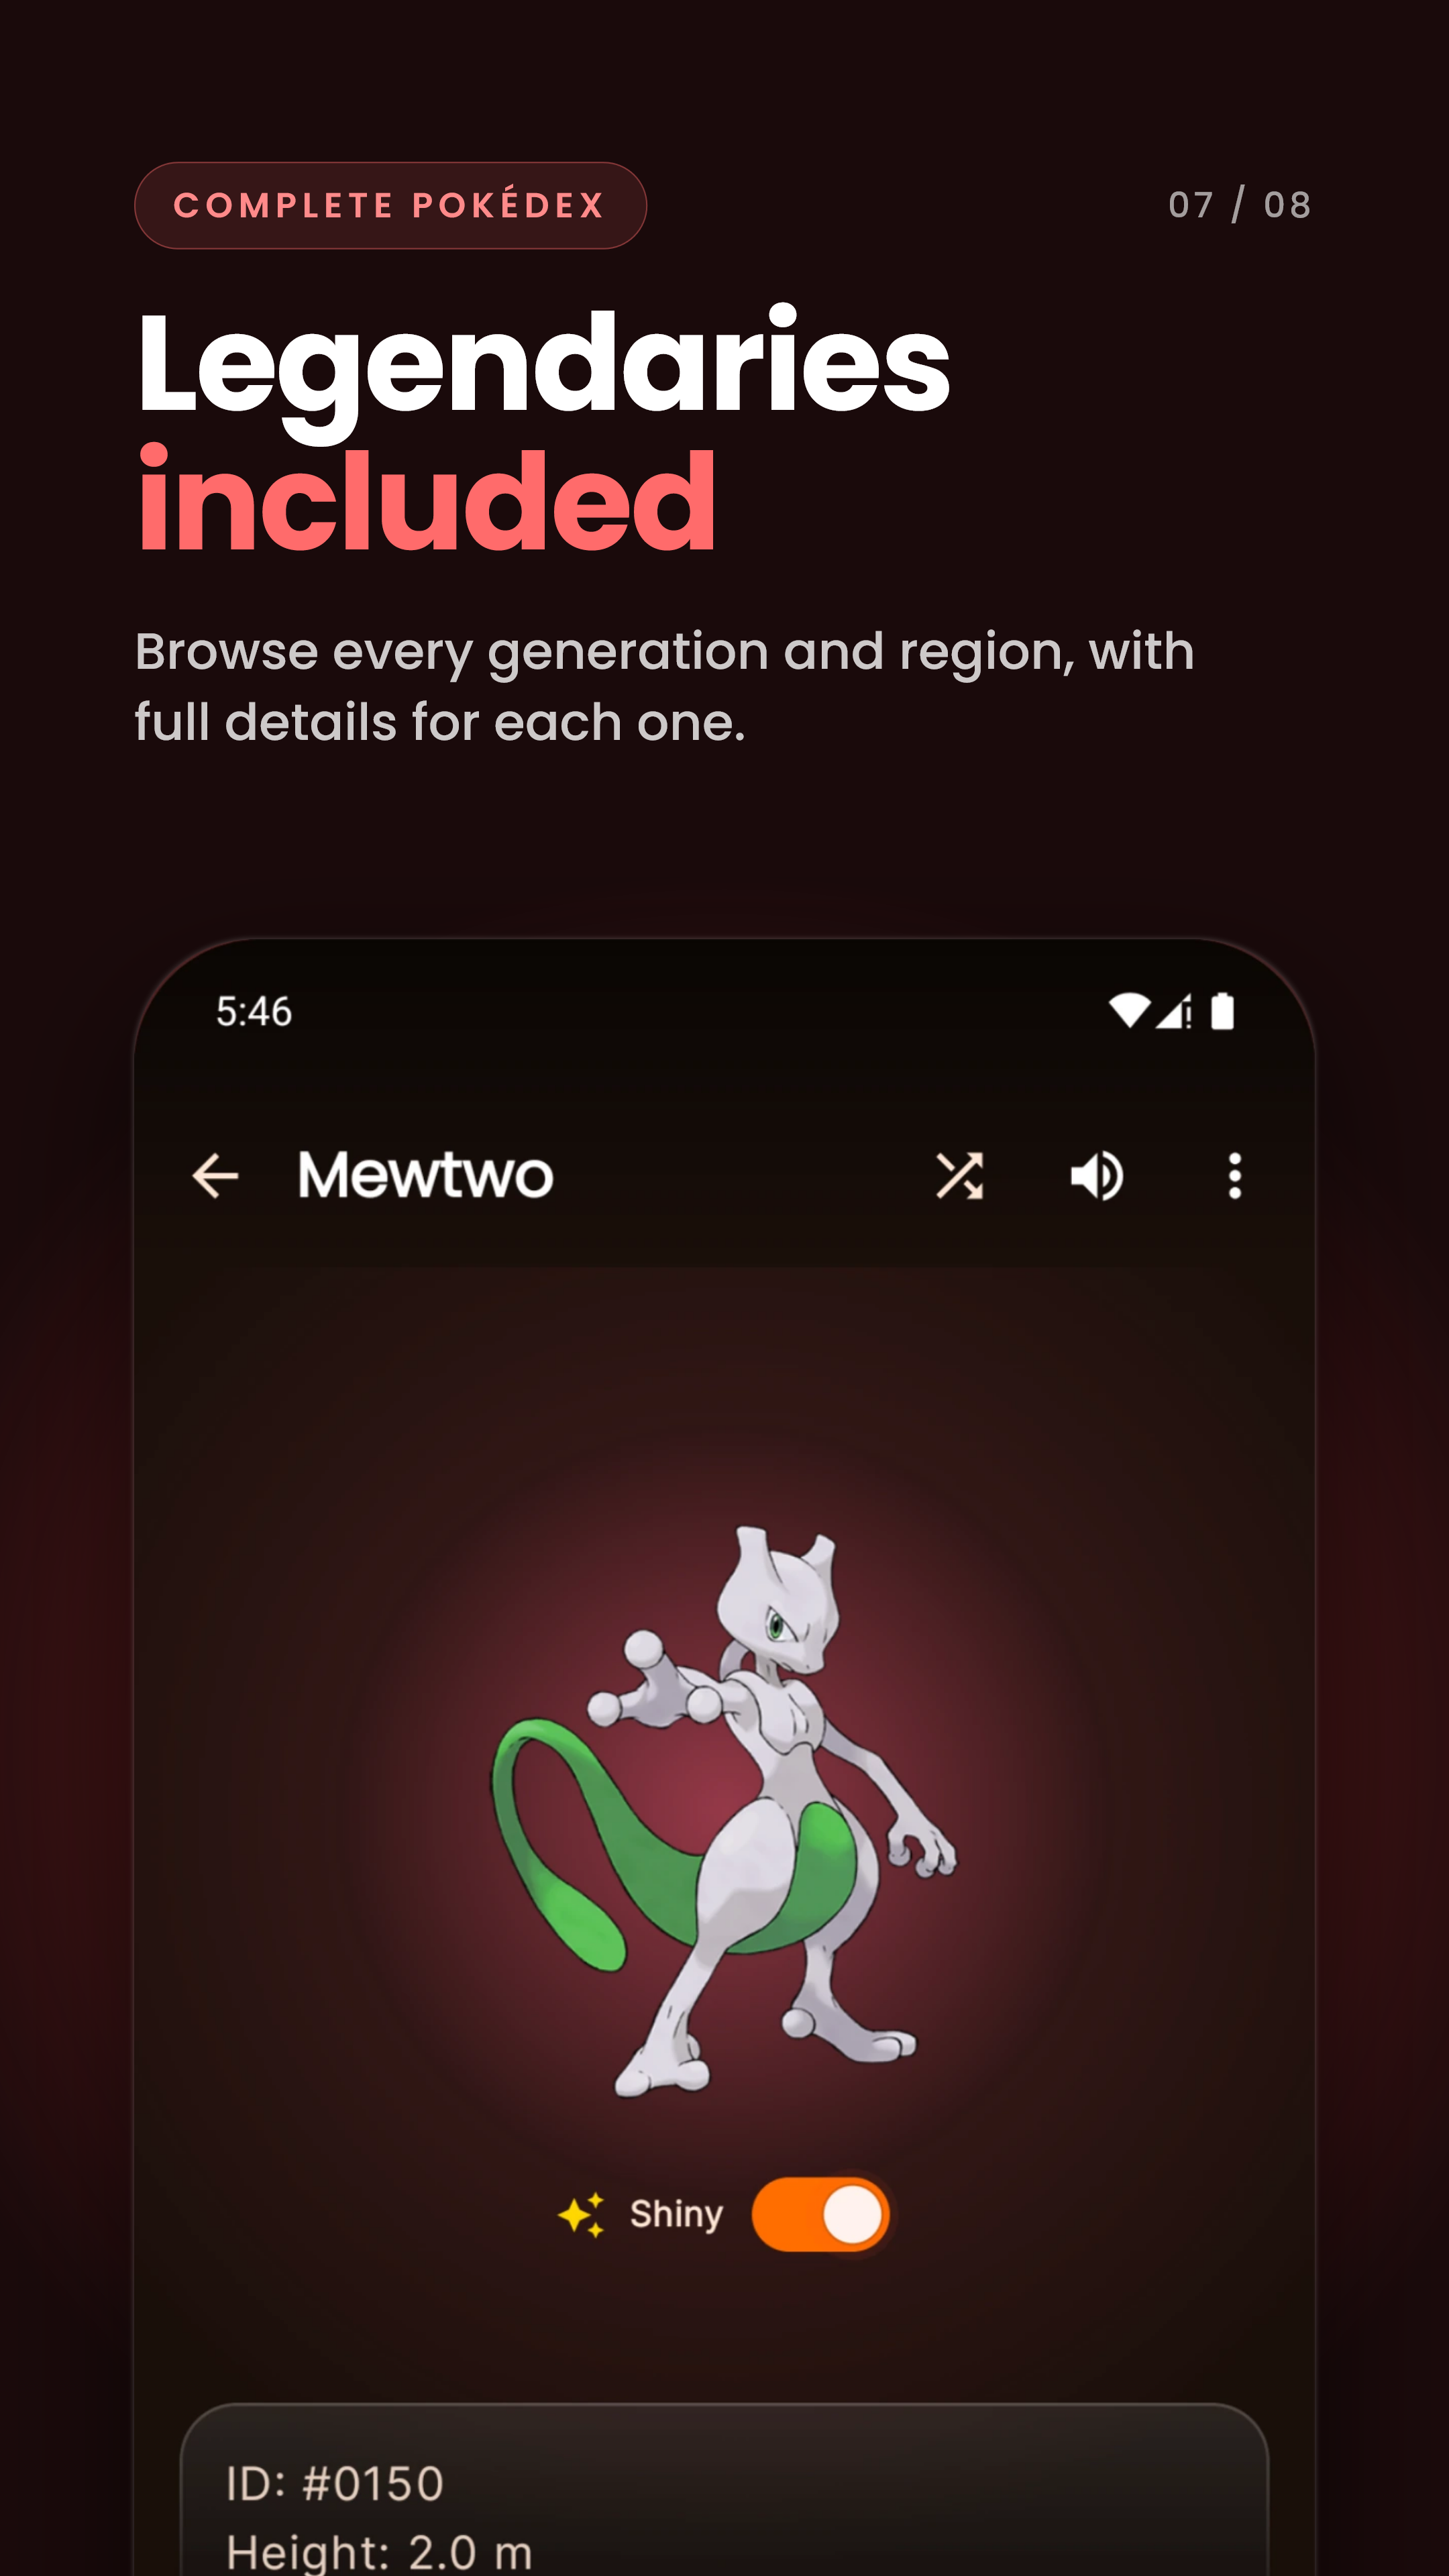 COMPLETE POKÉDEX
07 / 08
Legendaries
included
Browse every generation and region, with
full details for each one.
5:46
Mewtwo
Shiny
ID: #0150
Height: 2.0 m